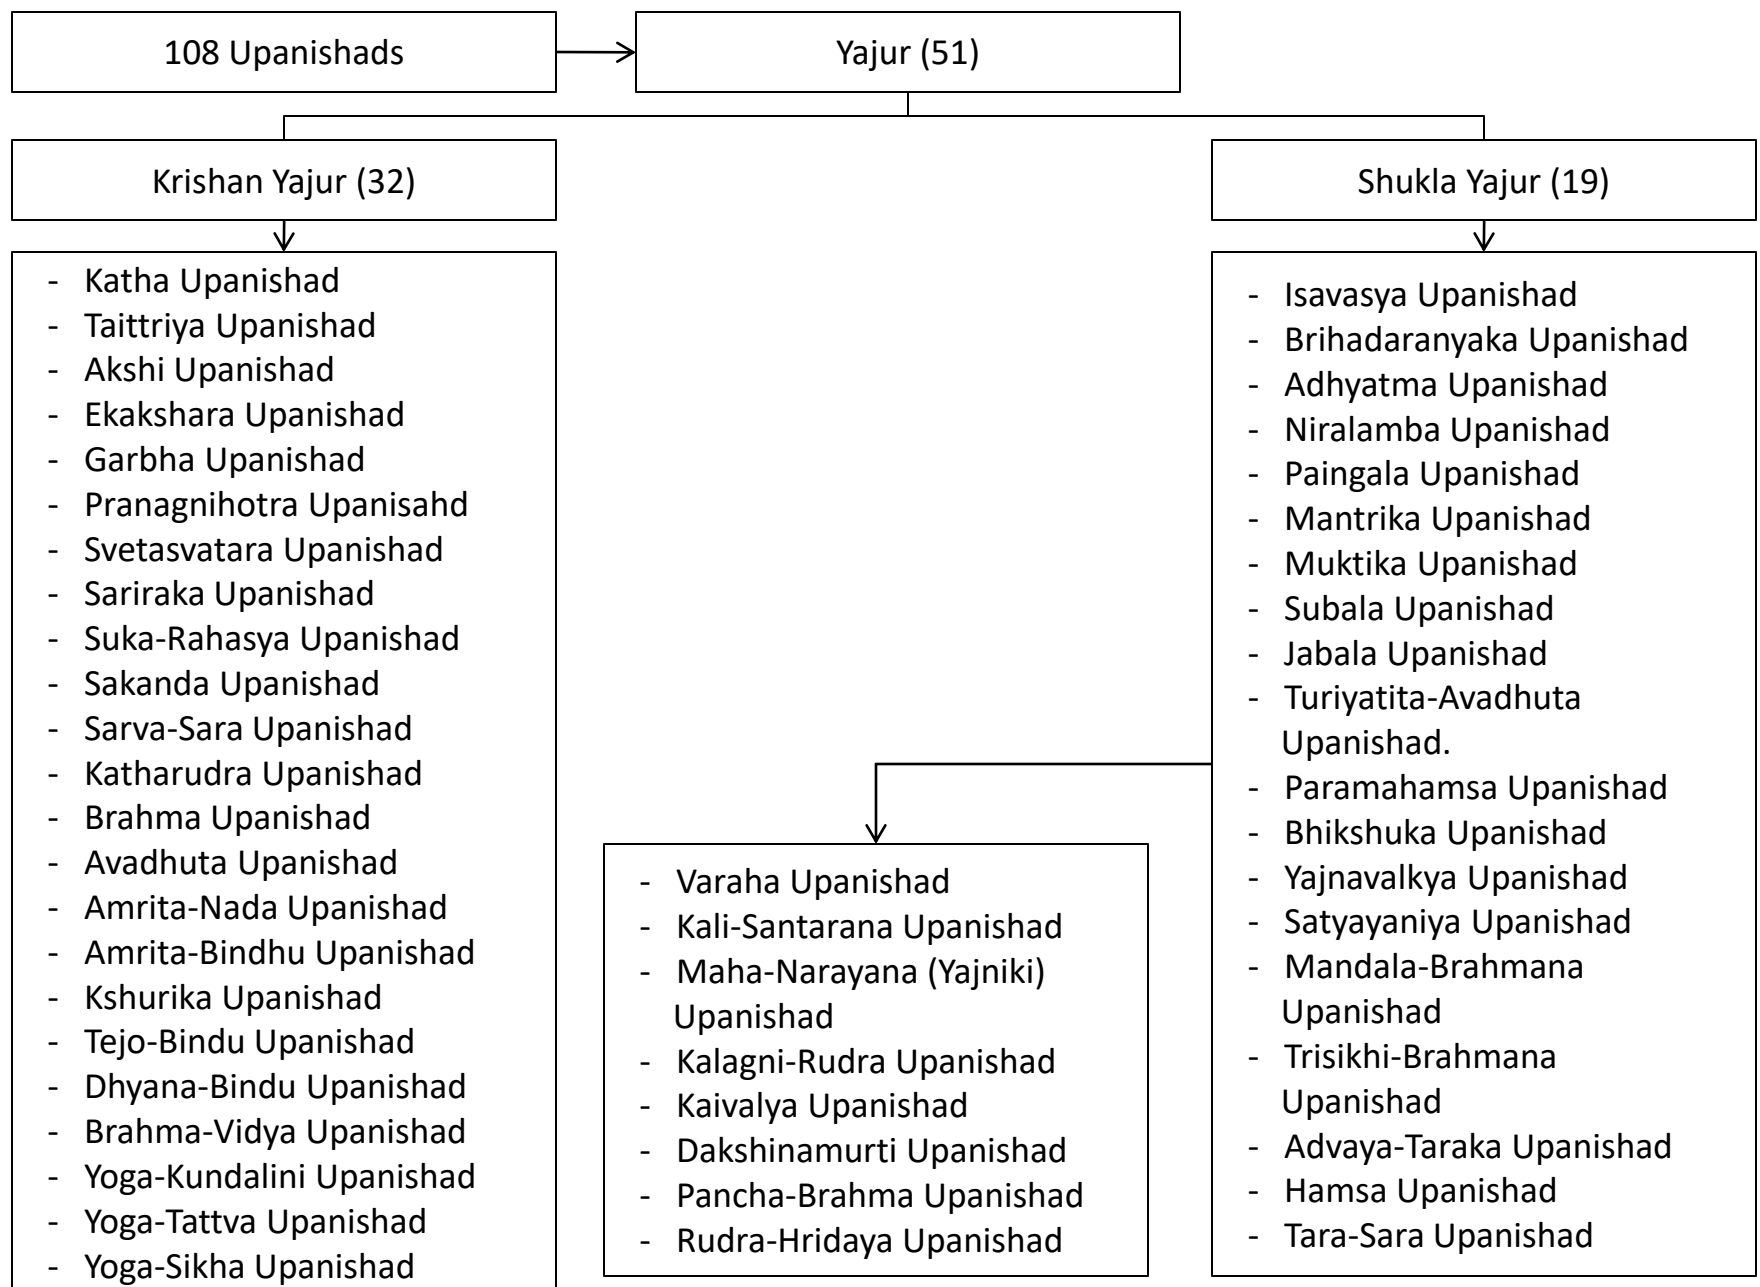 108 Upanishads
Yajur (51)
Krishan Yajur (32)
Shukla Yajur (19)
- Katha Upanishad
- Taittriya Upanishad
- Akshi Upanishad
- Ekakshara Upanishad
- Garbha Upanishad
- Pranagnihotra Upanisahd
- Svetasvatara Upanishad
- Sariraka Upanishad
- Suka-Rahasya Upanishad
- Sakanda Upanishad
- Sarva-Sara Upanishad
- Katharudra Upanishad
- Brahma Upanishad
- Avadhuta Upanishad
- Amrita-Nada Upanishad
- Amrita-Bindhu Upanishad
- Kshurika Upanishad
- Tejo-Bindu Upanishad
- Dhyana-Bindu Upanishad
- Brahma-Vidya Upanishad
- Yoga-Kundalini Upanishad
- Yoga-Tattva Upanishad
- Yoga-Sikha Upanishad
- Varaha Upanishad
- Kali-Santarana Upanishad
- Maha-Narayana (Yajniki)
Upanishad
- Kalagni-Rudra Upanishad
- Kaivalya Upanishad
- Dakshinamurti Upanishad
- Pancha-Brahma Upanishad
- Rudra-Hridaya Upanishad
- Isavasya Upanishad
- Brihadaranyaka Upanishad
- Adhyatma Upanishad
- Niralamba Upanishad
- Paingala Upanishad
- Mantrika Upanishad
- Muktika Upanishad
- Subala Upanishad
- Jabala Upanishad
- Turiyatita-Avadhuta
Upanishad.
- Paramahamsa Upanishad
- Bhikshuka Upanishad
- Yajnavalkya Upanishad
- Satyayaniya Upanishad
- Mandala-Brahmana
Upanishad
- Trisikhi-Brahmana
Upanishad
- Advaya-Taraka Upanishad
- Hamsa Upanishad
- Tara-Sara Upanishad